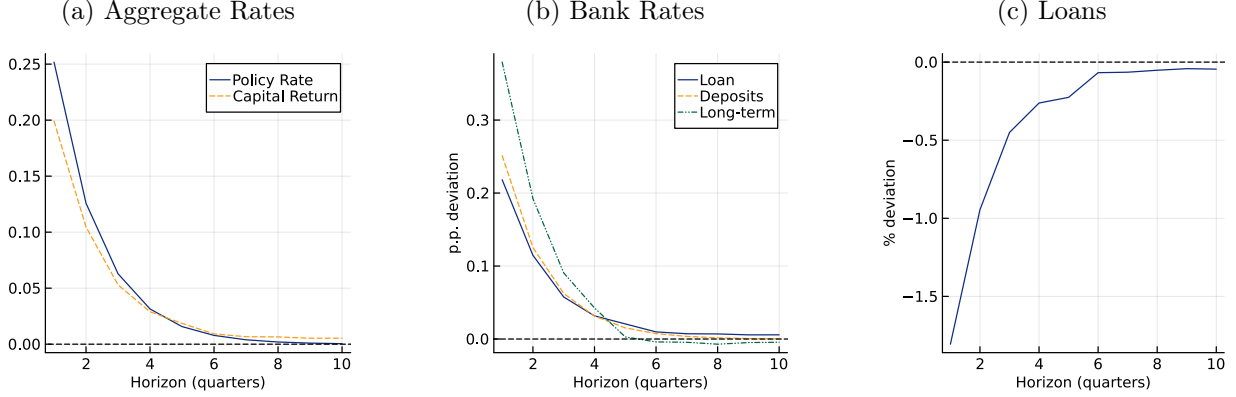 (a) Aggregate Rates
0.25
0.20
0.15
0.10
0.05
0.00
Policy Rate
Capital Return
2 4 6 8 10
Horizon (quarters)
(b) Bank Rates
p.p. deviation
0.3
0.2
0.1
0.0
Loan
Deposits
Long-term
2 4 6 8 10
Horizon (quarters)
(c) Loans
% deviation
0.0
−0.5
−1.0
−1.5
2 4 6 8 10
Horizon (quarters)